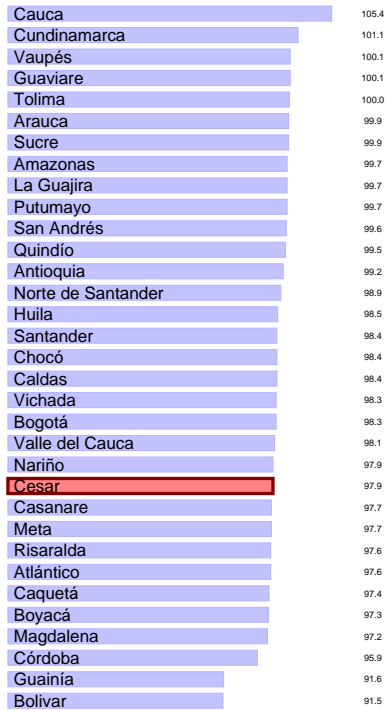 Cauca 105.4
Cundinamarca 101.1
Vaupés 100.1
Guaviare 100.1
Tolima 100.0
Arauca 99.9
Sucre 99.9
Amazonas 99.7
La Guajira 99.7
Putumayo 99.7
San Andrés 99.6
Quindío 99.5
Antioquia 99.2
Norte de Santander 98.9
Huila 98.5
Santander 98.4
Chocó 98.4
Caldas 98.4
Vichada 98.3
Bogotá 98.3
Valle del Cauca 98.1
Nariño 97.9
Cesar 97.9
Casanare 97.7
Meta 97.7
Risaralda 97.6
Atlántico 97.6
Caquetá 97.4
Boyacá 97.3
Magdalena 97.2
Córdoba 95.9
Guainía 91.6
Bolivar 91.5